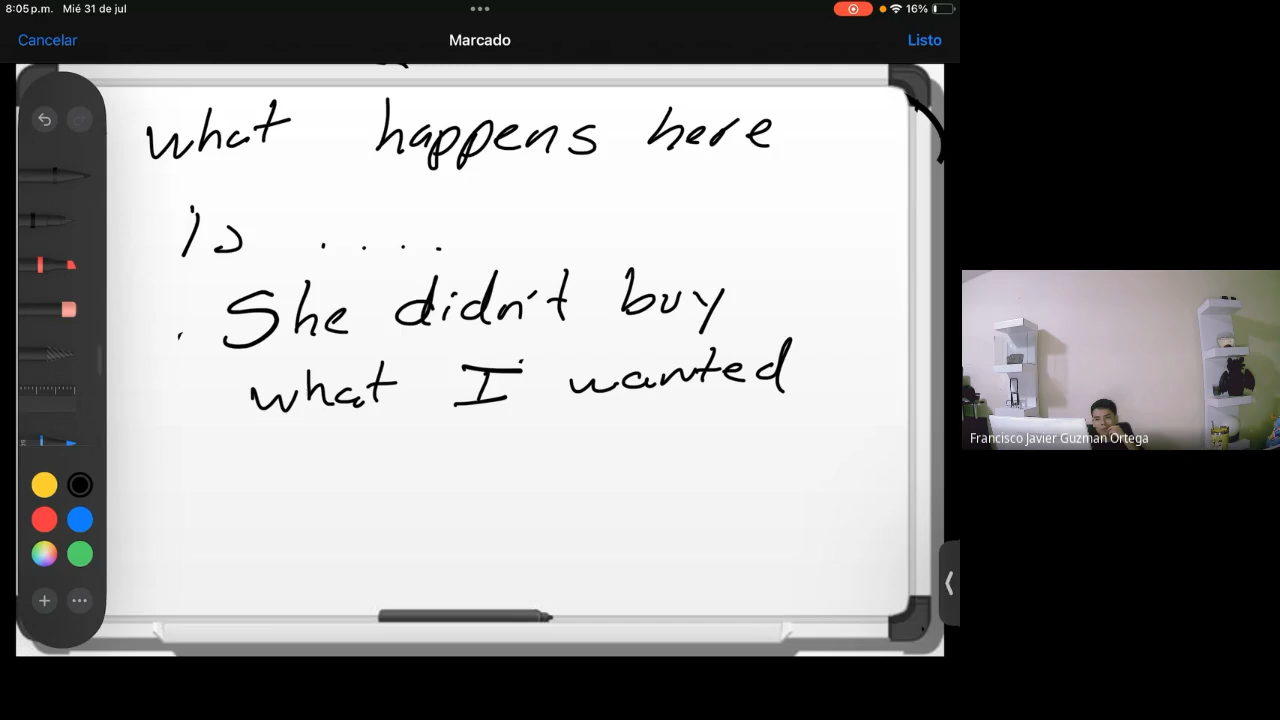 8:05 p.m. Mié 31 de jul
16%
Cancelar
Marcado
Listo
what happens here
is ....
She didn't buy
what I wanted
Francisco Javier Guzman Ortega